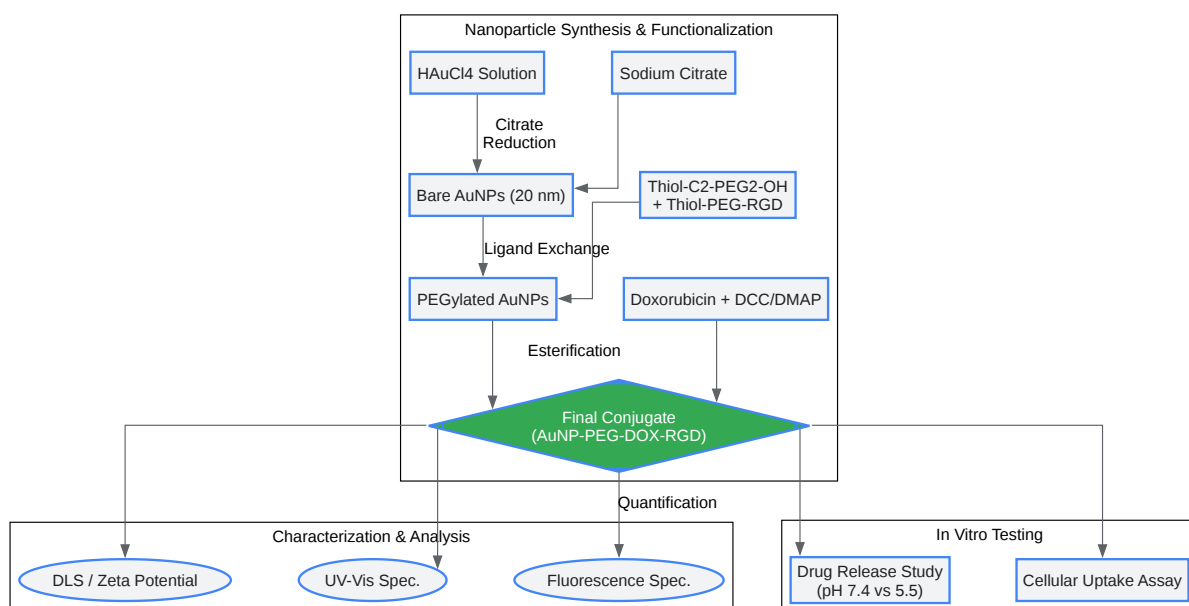 Nanoparticle Synthesis & Functionalization
HAuCl4 Solution
Sodium Citrate
Citrate
Reduction
Bare AuNPs (20 nm)
Thiol-C2-PEG2-OH
+ Thiol-PEG-RGD
Ligand Exchange
PEGylated AuNPs
Doxorubicin + DCC/DMAP
Esterification
Final Conjugate
(AuNP-PEG-DOX-RGD)
Quantification
Characterization & Analysis
In Vitro Testing
DLS / Zeta Potential
UV-Vis Spec.
Fluorescence Spec.
Drug Release Study
(pH 7.4 vs 5.5)
Cellular Uptake Assay